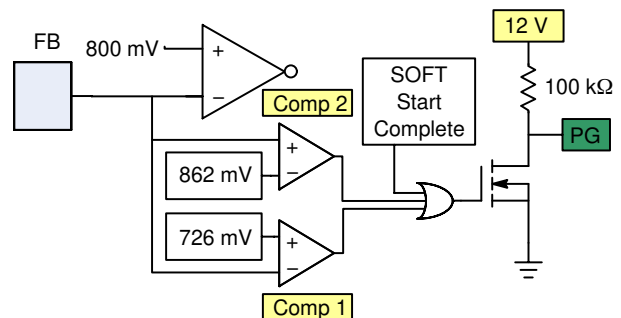 FB
800 mV
+
−
12 V
100 kΩ
SOFT
Start
Complete
Comp 2
PG
862 mV
+
−
726 mV
+
−
Comp 1